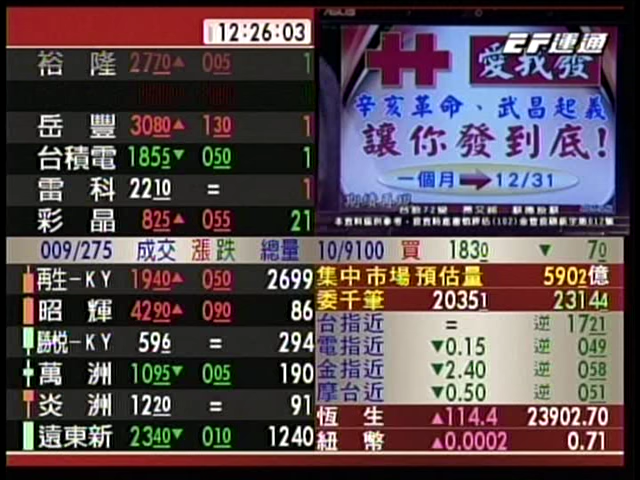 12:26:03
裕隆 2770▲ 005 1
岳豐 3080▲ 130 1
台積電 1855▼ 050 1
雷科 2210 = 1
彩晶 825▲ 055 21
EF運通
愛我發
辛亥革命、武昌起義
讓你發到底!
一個月 12/31
009/275 成交 漲跌 總量
再生-KY 1940▲ 050 2699
昭輝 4290▲ 090 86
勝悅-KY 596 = 294
萬洲 1095▼ 005 190
炎洲 1220 = 91
遠東新 2340▼ 010 1240
10/9100 買 1830 ▼ 70
集中市場預估量 5902億
委千筆 20351 23144
台指近 = 逆 1721
電指近 ▼0.15 逆 049
金指近 ▼2.40 逆 058
摩台近 ▼0.50 逆 051
恆生 ▲114.4 23902.70
紐幣 ▲0.0002 0.71